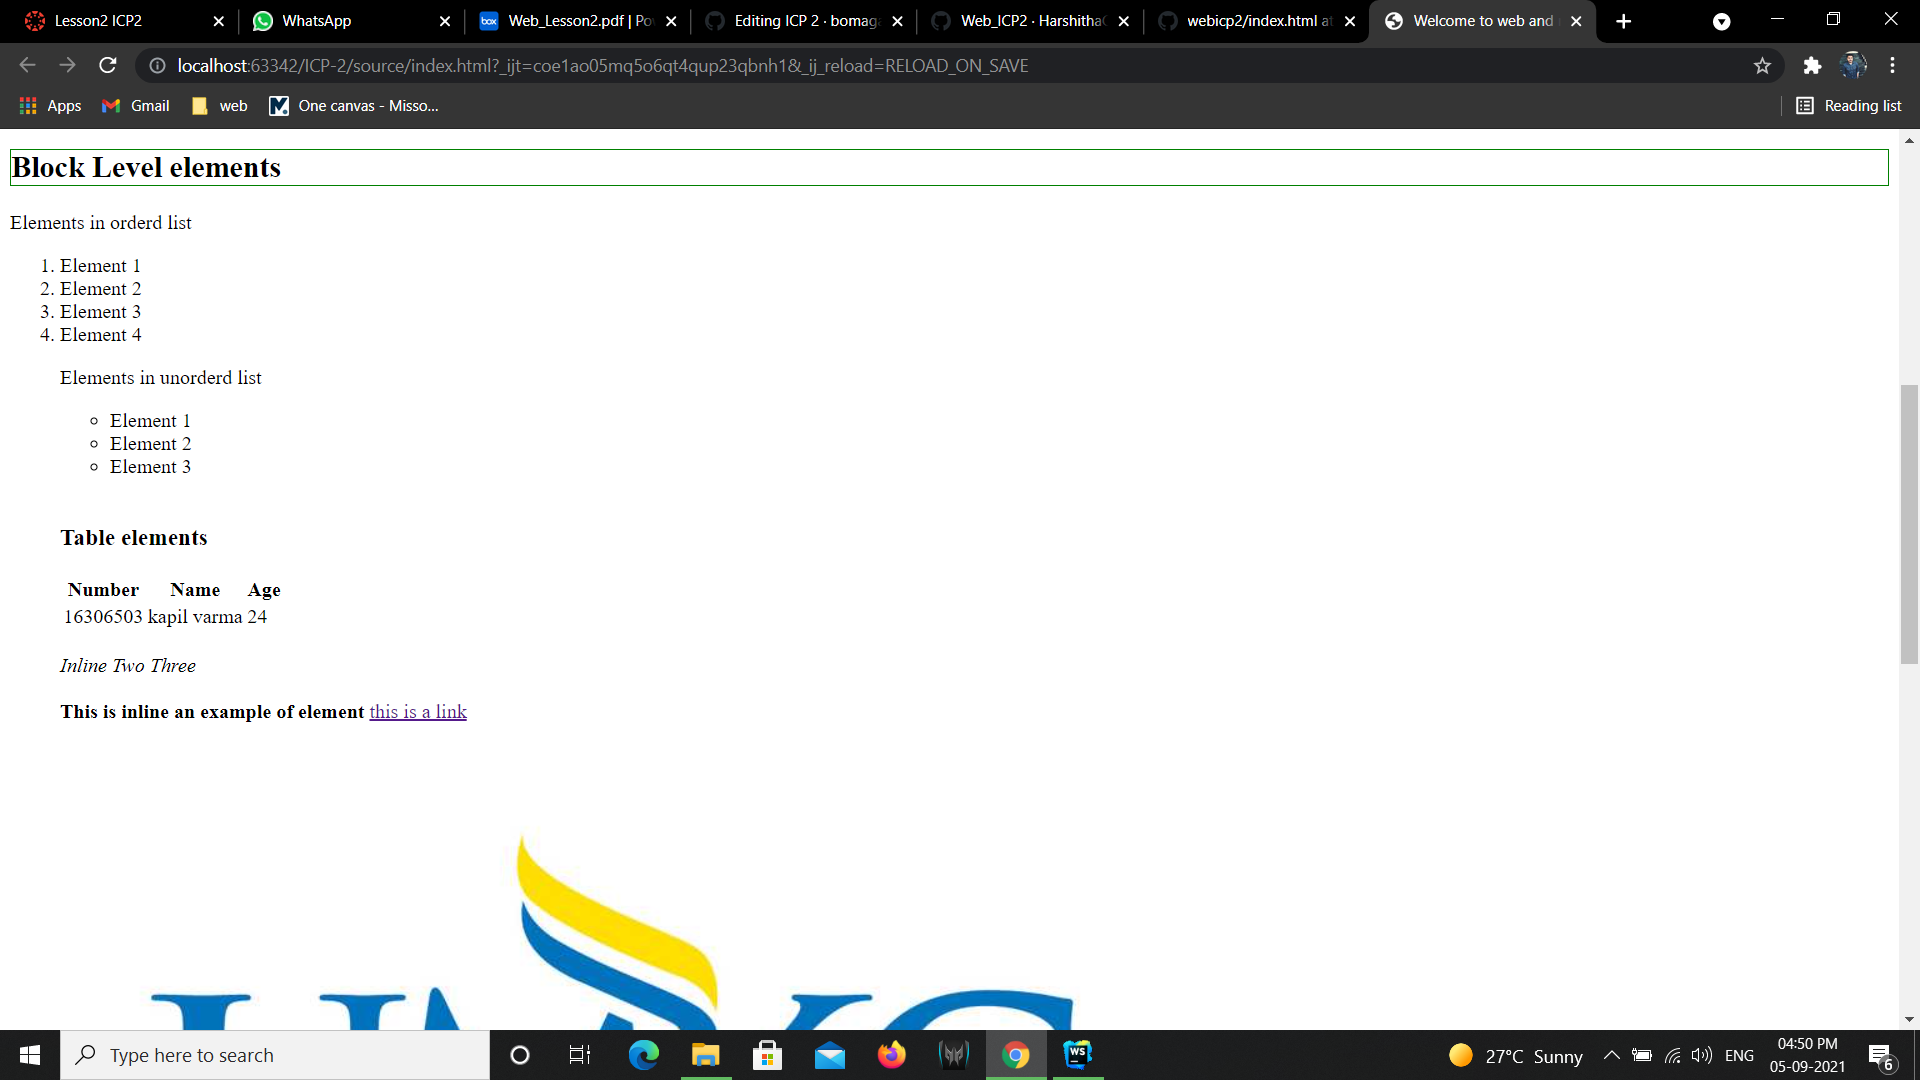 Lesson2 ICP2
WhatsApp
box
Web_Lesson2.pdf | Po
Editing ICP 2 · bomag
Web_ICP2 · Harshitha
webicp2/index.html at
Welcome to web and
localhost:63342/ICP-2/source/index.html?_ijt=coe1ao05mq5o6qt4qup23qbnh1&_ij_reload=RELOAD_ON_SAVE
Apps
Gmail
web
One canvas - Misso...
Reading list
Block Level elements
Elements in orderd list
1. Element 1
2. Element 2
3. Element 3
4. Element 4
Elements in unorderd list
Element 1
Element 2
Element 3
Table elements
Number Name Age
16306503 kapil varma 24
Inline Two Three
This is inline an example of element this is a link
Type here to search
WS
27°C Sunny
ENG
04:50 PM
05-09-2021
6